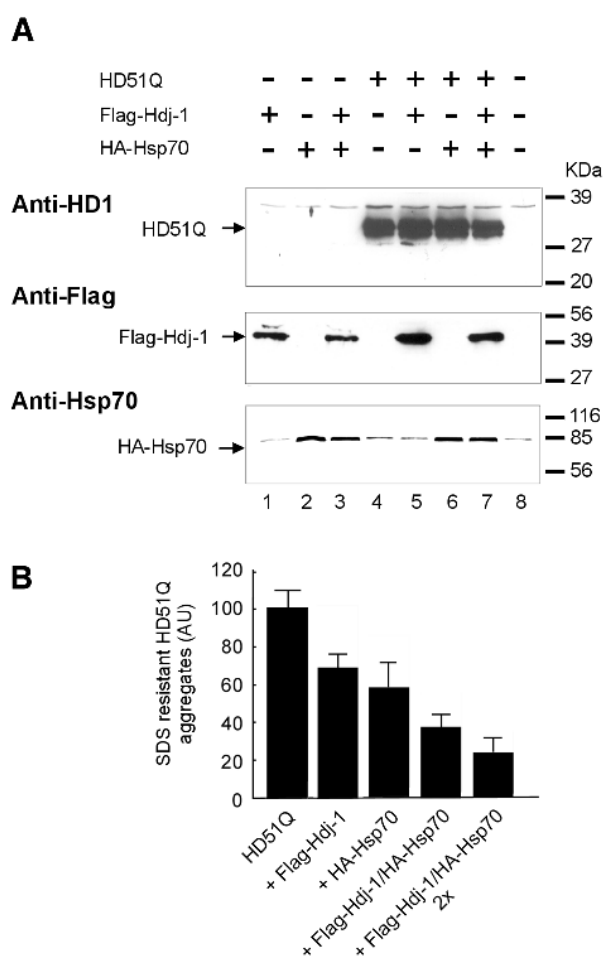 A
HD51Q - - - + + + + -
Flag-Hdj-1 + - + - + - + -
HA-Hsp70 - + + - - + + -
KDa
Anti-HD1
HD51Q
39
27
20
Anti-Flag
Flag-Hdj-1
56
39
27
Anti-Hsp70
HA-Hsp70
116
85
56
1 2 3 4 5 6 7 8
B
SDS resistant HD51Q
aggregates (AU)
120
100
80
60
40
20
0
HD51Q
+ Flag-Hdj-1
+ HA-Hsp70
+ Flag-Hdj-1/HA-Hsp70
+ Flag-Hdj-1/HA-Hsp70
2x